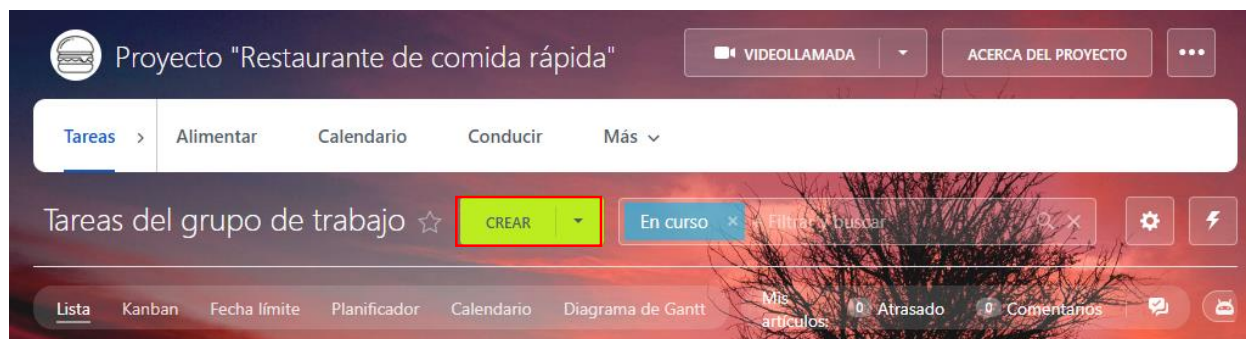 Proyecto "Restaurante de comida rápida"
VIDEOLLAMADA
ACERCA DEL PROYECTO
Tareas
Alimentar
Calendario
Conducir
Más
Tareas del grupo de trabajo
CREAR
En curso
Filtrar y buscar
Lista
Kanban
Fecha límite
Planificador
Calendario
Diagrama de Gantt
Mis
artículos:
0 Atrasado
0 Comentarios